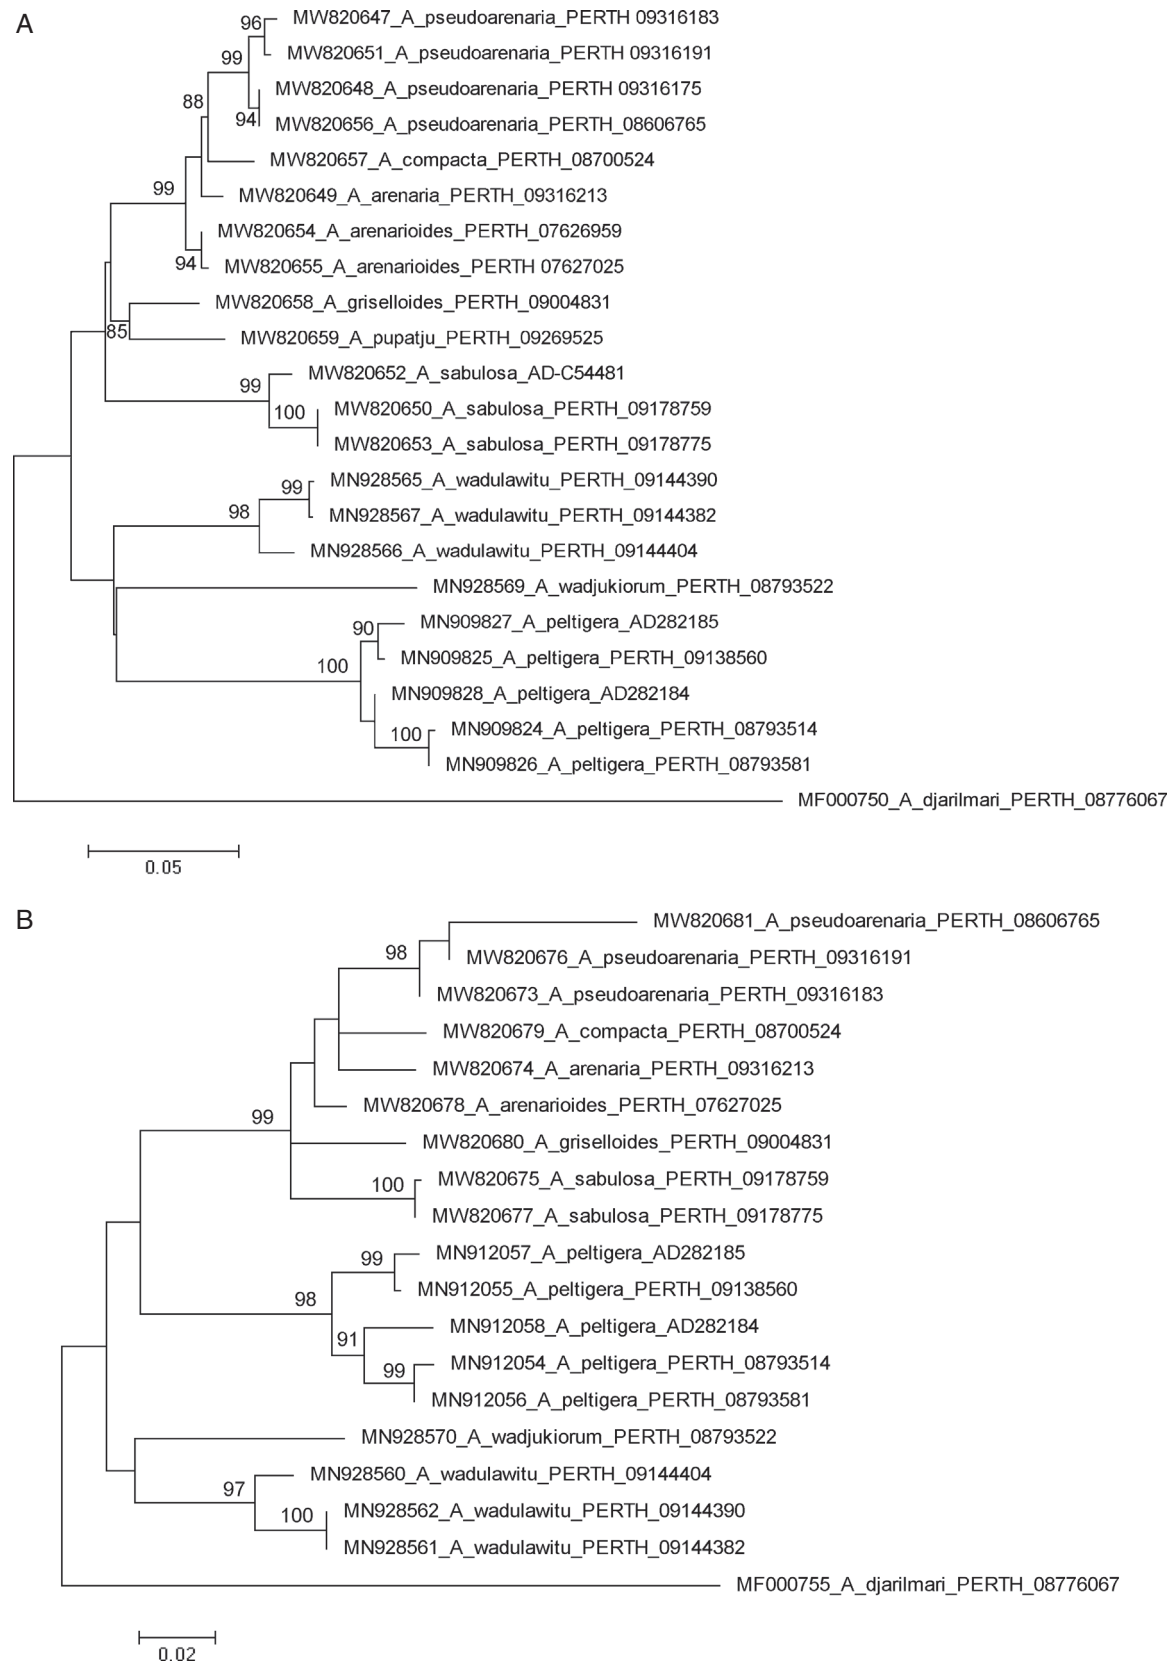 A
96
MW820647_A_pseudoarenaria_PERTH 09316183
MW820651_A_pseudoarenaria_PERTH 09316191
99
MW820648_A_pseudoarenaria_PERTH 09316175
88
94
MW820656_A_pseudoarenaria_PERTH_08606765
MW820657_A_compacta_PERTH_08700524
99
MW820649_A_arenaria_PERTH_09316213
MW820654_A_arenarioides_PERTH_07626959
94
MW820655_A_arenarioides_PERTH 07627025
MW820658_A_griselloides_PERTH_09004831
85
MW820659_A_pupatju_PERTH_09269525
MW820652_A_sabulosa_AD-C54481
99
100
MW820650_A_sabulosa_PERTH_09178759
MW820653_A_sabulosa_PERTH_09178775
99
MN928565_A_wadulawitu_PERTH_09144390
98
MN928567_A_wadulawitu_PERTH_09144382
MN928566_A_wadulawitu_PERTH_09144404
MN928569_A_wadjukiorum_PERTH_08793522
90
MN909827_A_peltigera_AD282185
100
MN909825_A_peltigera_PERTH_09138560
MN909828_A_peltigera_AD282184
100
MN909824_A_peltigera_PERTH_08793514
MN909826_A_peltigera_PERTH_08793581
MF000750_A_djarilmari_PERTH_08776067
0.05
B
MW820681_A_pseudoarenaria_PERTH_08606765
98
MW820676_A_pseudoarenaria_PERTH_09316191
MW820673_A_pseudoarenaria_PERTH_09316183
MW820679_A_compacta_PERTH_08700524
MW820674_A_arenaria_PERTH_09316213
MW820678_A_arenarioides_PERTH_07627025
99
MW820680_A_griselloides_PERTH_09004831
100
MW820675_A_sabulosa_PERTH_09178759
MW820677_A_sabulosa_PERTH_09178775
99
MN912057_A_peltigera_AD282185
MN912055_A_peltigera_PERTH_09138560
98
MN912058_A_peltigera_AD282184
91
99
MN912054_A_peltigera_PERTH_08793514
MN912056_A_peltigera_PERTH_08793581
MN928570_A_wadjukiorum_PERTH_08793522
MN928560_A_wadulawitu_PERTH_09144404
97
100
MN928562_A_wadulawitu_PERTH_09144390
MN928561_A_wadulawitu_PERTH_09144382
MF000755_A_djarilmari_PERTH_08776067
0.02